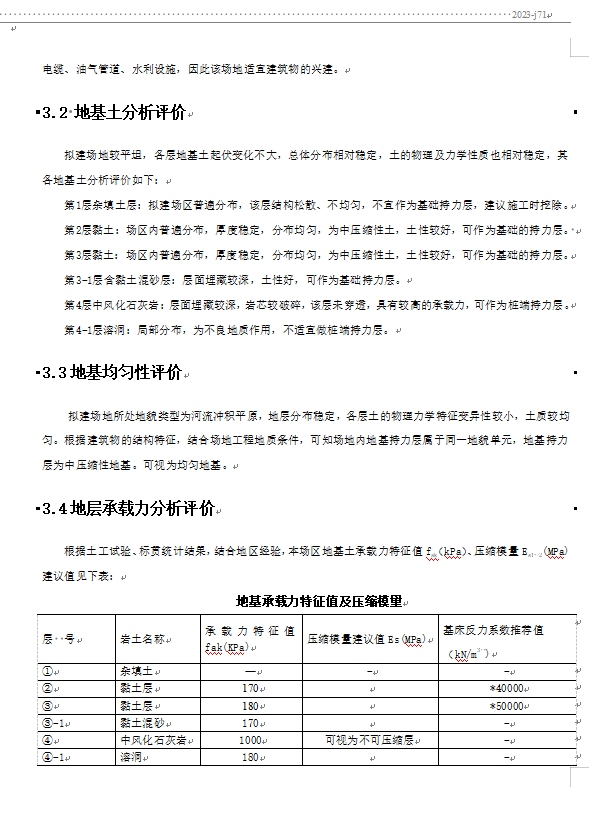 2023-j71
电缆、油气管道、水利设施，因此该场地适宜建筑物的兴建。
3.2 地基土分析评价
拟建场地较平坦，各层地基土起伏变化不大，总体分布相对稳定，土的物理及力学性质也相对稳定，其
各地基土分析评价如下：
第1层杂填土层：拟建场区普遍分布，该层结构松散、不均匀，不宜作为基础持力层，建议施工时挖除。
第2层黏土：场区内普遍分布，厚度稳定，分布均匀，为中压缩性土，土性较好，可作为基础的持力层。
第3层黏土：场区内普遍分布，厚度稳定，分布均匀，为中压缩性土，土性较好，可作为基础的持力层。
第3-1层含黏土混砂层：层面埋藏较深，土性好，可作为基础持力层。
第4层中风化石灰岩：层面埋藏较深，岩芯较破碎，该层未穿透，具有较高的承载力，可作为桩端持力层。
第4-1层溶洞：局部分布，为不良地质作用，不适宜做桩端持力层。
3.3 地基均匀性评价
拟建场地所处地貌类型为河流冲积平原，地层分布稳定，各层土的物理力学特征变异性较小，土质较均
匀。根据建筑物的结构特征，结合场地工程地质条件，可知场地内地基持力层属于同一地貌单元，地基持力
层为中压缩性地基。可视为均匀地基。
3.4 地层承载力分析评价
根据土工试验、标贯统计结果，结合地区经验，本场区地基土承载力特征值 fak(kPa)、压缩模量 Es1-2(MPa)
建议值见下表：
地基承载力特征值及压缩模量
层 号 岩土名称 承载力特征值 fak(KPa) 压缩模量建议值 Es(MPa) 基床反力系数推荐值（kN/m3）
① 杂填土 — - -
② 黏土层 170 *40000
③ 黏土层 180 *50000
③-1 黏土混砂 170 -
④ 中风化石灰岩 1000 可视为不可压缩层 -
④-1 溶洞 180 -